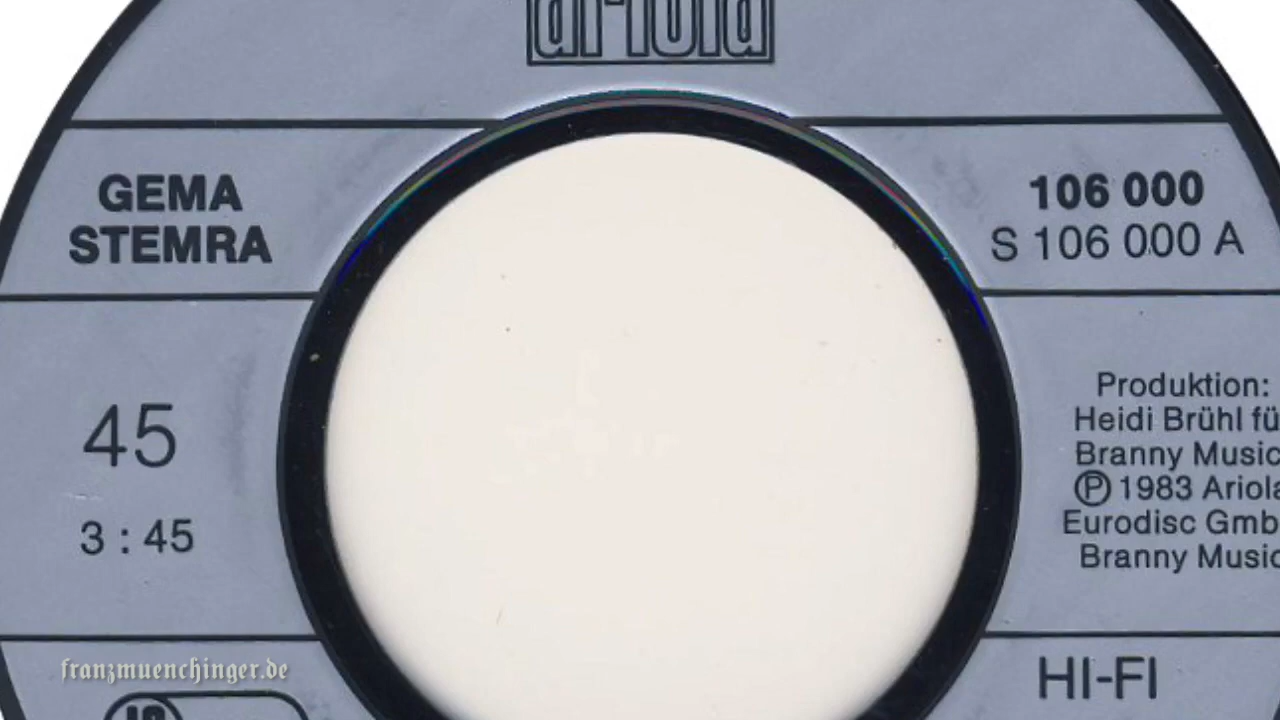 ariola
GEMA
STEMRA
106 000
S 106 000 A
45
3 : 45
Produktion:
Heidi Brühl fü
Branny Music
Ⓟ 1983 Ariola
Eurodisc Gmb
Branny Music
HI-FI
franzmuenchinger.de